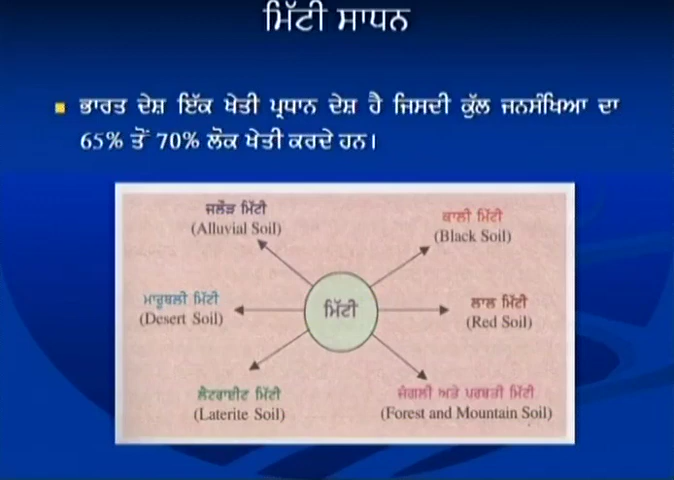 ਮਿੱਟੀ ਸਾਧਨ
ਭਾਰਤ ਦੇਸ਼ ਇੱਕ ਖੇਤੀ ਪ੍ਰਧਾਨ ਦੇਸ਼ ਹੈ ਜਿਸਦੀ ਕੁੱਲ ਜਨਸੰਖਿਆ ਦਾ
65% ਤੋਂ 70% ਲੋਕ ਖੇਤੀ ਕਰਦੇ ਹਨ।
ਜਲੌੜ ਮਿੱਟੀ
(Alluvial Soil)
ਕਾਲੀ ਮਿੱਟੀ
(Black Soil)
ਮਾਰੂਥਲੀ ਮਿੱਟੀ
(Desert Soil)
ਮਿੱਟੀ
ਲਾਲ ਮਿੱਟੀ
(Red Soil)
ਲੈਟਰਾਈਟ ਮਿੱਟੀ
(Laterite Soil)
ਜੰਗਲੀ ਅਤੇ ਪਰਬਤੀ ਮਿੱਟੀ
(Forest and Mountain Soil)